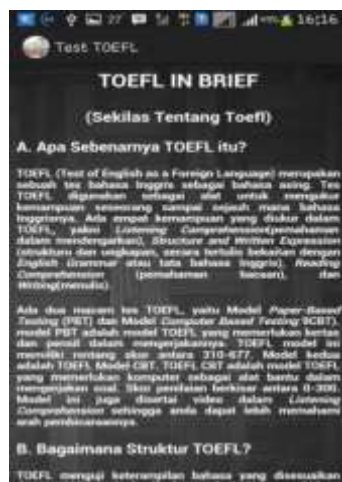 27 16:16
Test TOEFL
TOEFL IN BRIEF
(Sekilas Tentang Toefl)
A. Apa Sebenarnya TOEFL itu?
TOEFL (Test of English as a Foreign Language) merupakan
sebuah tes bahasa Inggris sebagai bahasa asing. Tes
TOEFL digunakan sebagai alat untuk mengukur
kemampuan seseorang sampai sejauh mana bahasa
Inggrisnya. Ada empat kemampuan yang diukur dalam
TOEFL, yakni Listening Comprehension(pemahaman
dalam mendengarkan), Structure and Written Expression
(struktur dan ungkapan, secara tertulis berkaitan dengan
English Grammar atau tata bahasa Inggris), Reading
Comprehension (pemahaman bacaan), dan
Writing(menulis).
Ada dua macam tes TOEFL, yaitu Model Paper-Based
Testing (PBT) dan Model Computer Based Testing 9CBT),
model PBT adalah model TOEFL yang memerlukan kertas
dan pensil dalam mengerjakannya. TOEFL model ini
memiliki rentang skor antara 310-677. Model kedua
adalah TOEFL Model CBT. TOEFL CBT adalah model TOEFL
yang memerlukan komputer sebagai alat bantu dalam
mengerjakan soal. Skor penilaian berkisar antara 0-300.
Model ini juga disertai video dalam Listening
Comprehension sehingga anda dapat lebih memahami
arah pembicaraannya.
B. Bagaimana Struktur TOEFL?
TOEFL menguji keterampilan bahasa yang disesuaikan